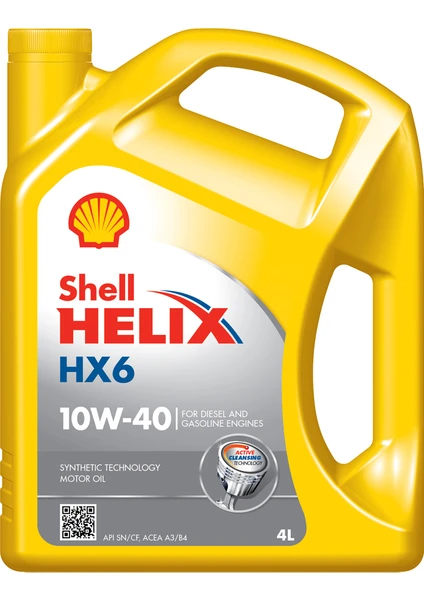 Shell
HELIX
HX6
10W-40
FOR DIESEL AND
GASOLINE ENGINES
ACTIVE
CLEANSING
TECHNOLOGY
SYNTHETIC TECHNOLOGY
MOTOR OIL
API SN/CF, ACEA A3/B4
4L